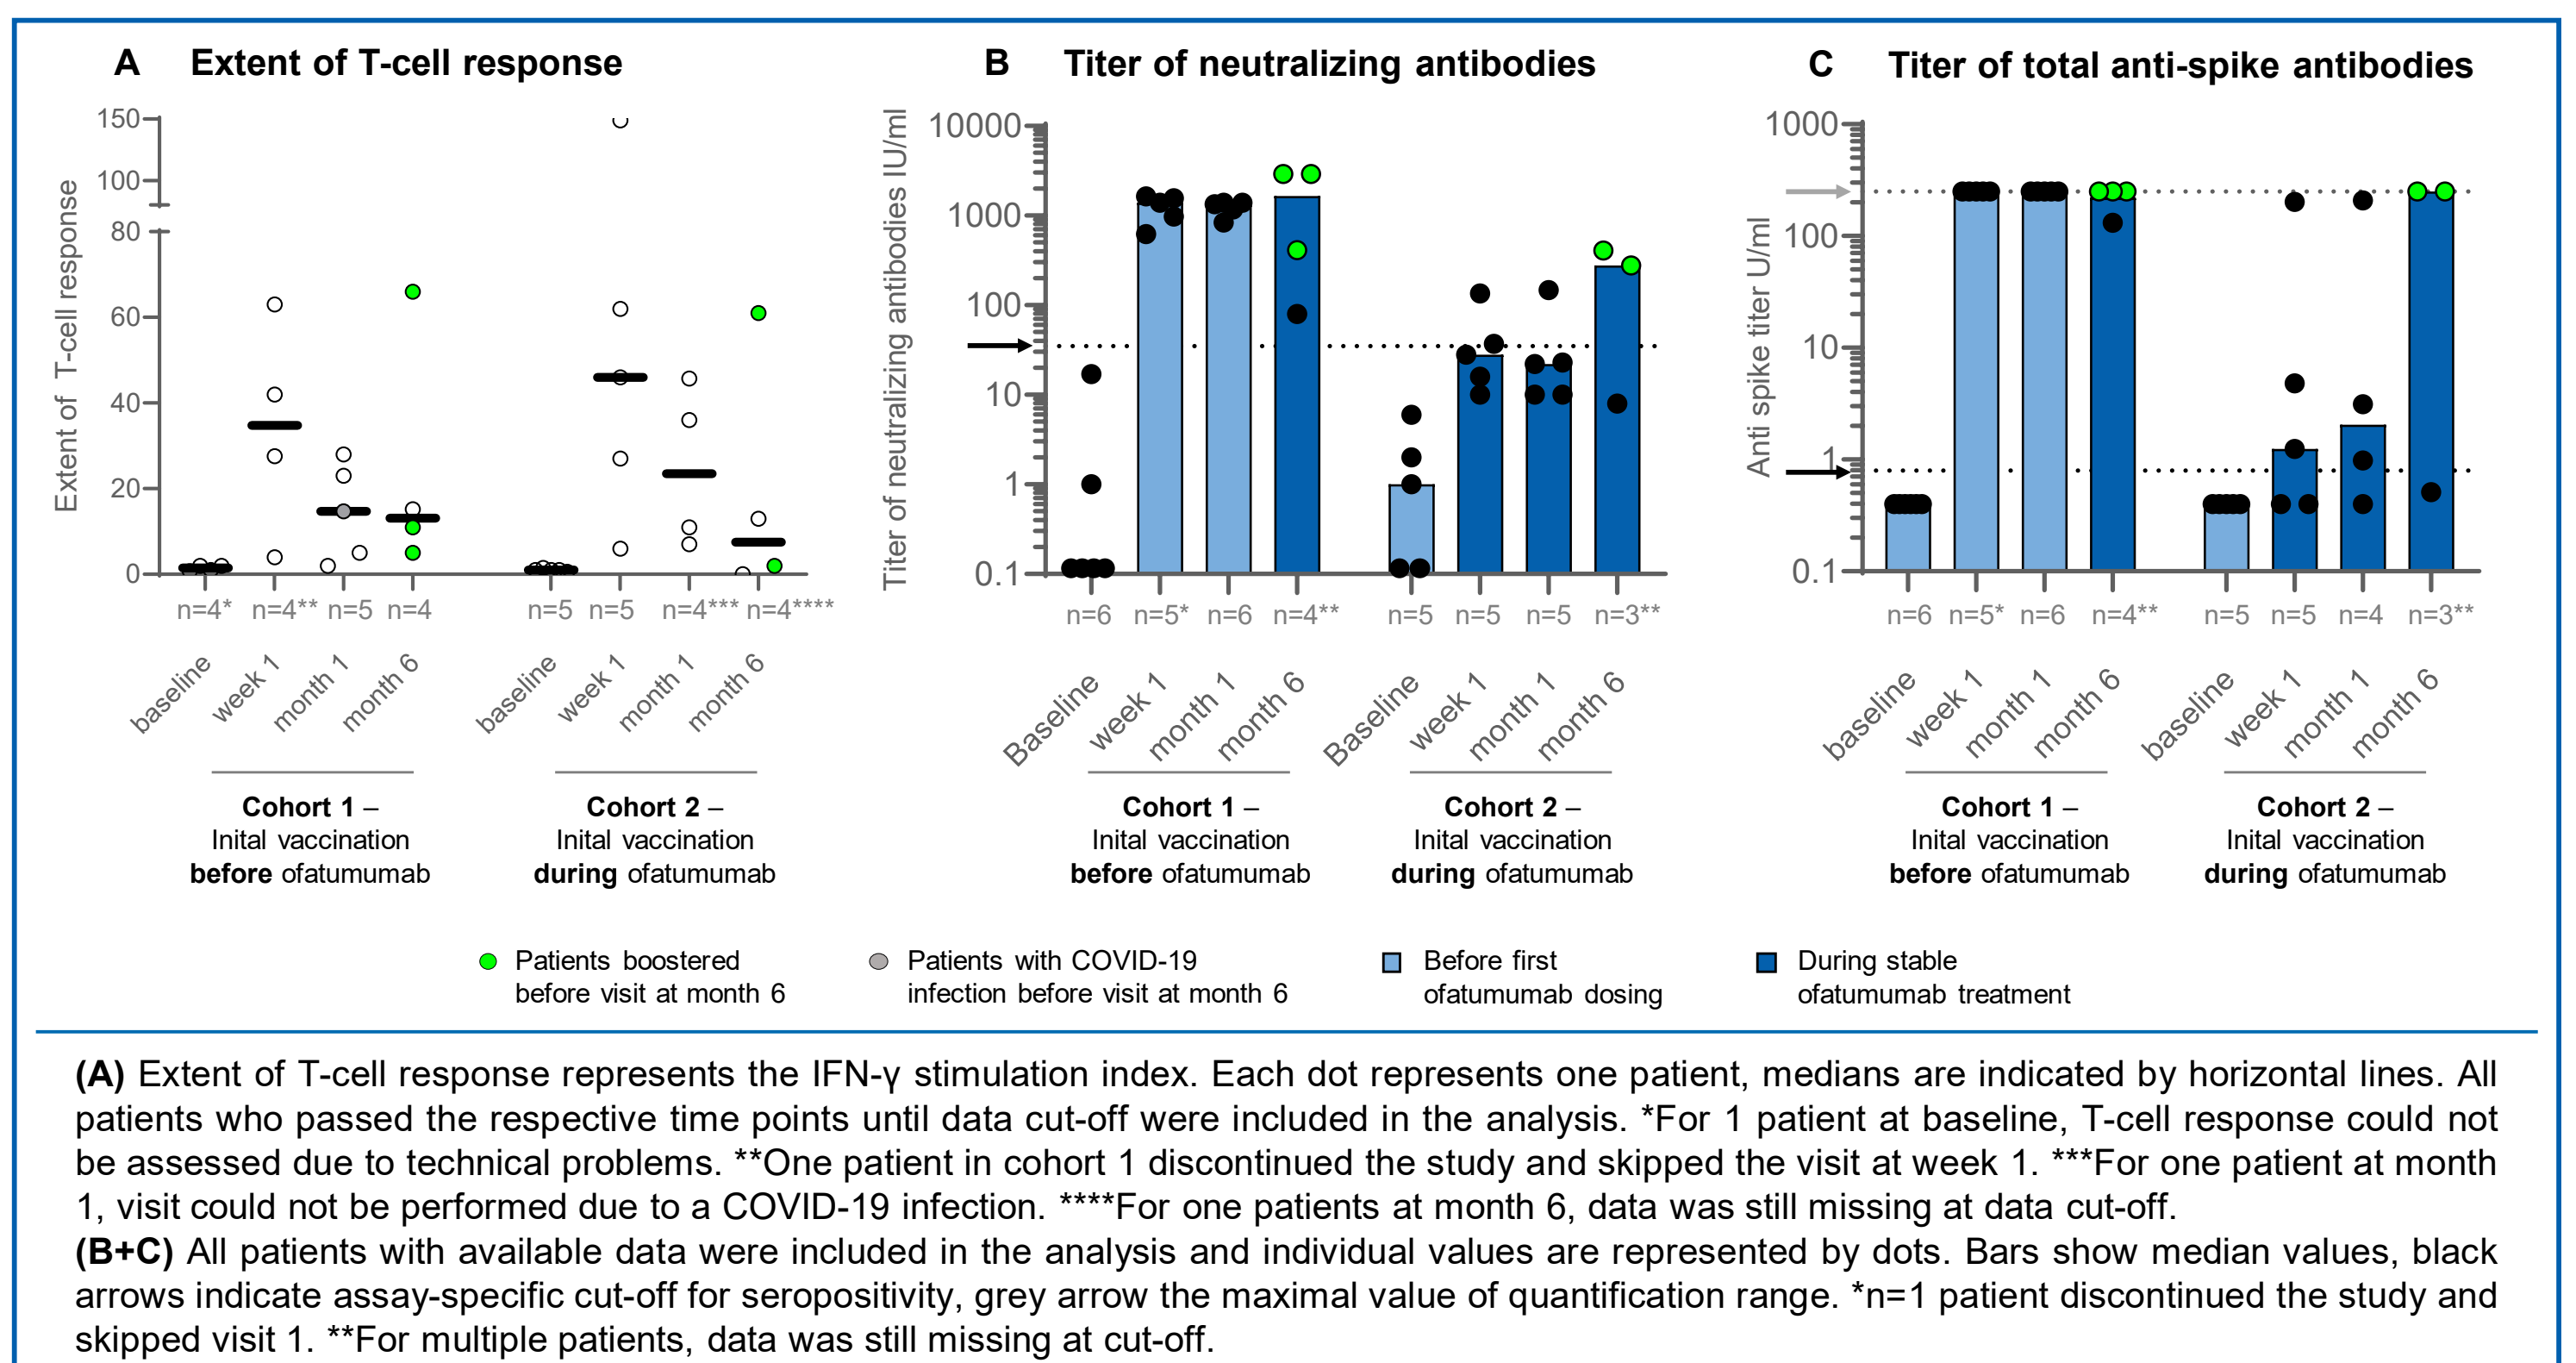 A Extent of T-cell response
Extent of T-cell response
150
100
80
60
40
20
0
n=4* n=4** n=5 n=4 n=5 n=5 n=4*** n=4****
baseline week 1 month 1 month 6 baseline week 1 month 1 month 6
Cohort 1 –
Inital vaccination
before ofatumumab
Cohort 2 –
Inital vaccination
during ofatumumab
B Titer of neutralizing antibodies
Titer of neutralizing antibodies IU/ml
10000
1000
100
10
1
0.1
n=6 n=5* n=6 n=4** n=5 n=5 n=5 n=3**
Baseline week 1 month 1 month 6 Baseline week 1 month 1 month 6
Cohort 1 –
Inital vaccination
before ofatumumab
Cohort 2 –
Inital vaccination
during ofatumumab
C Titer of total anti-spike antibodies
Anti spike titer U/ml
1000
100
10
1
0.1
n=6 n=5* n=6 n=4** n=5 n=5 n=4 n=3**
baseline week 1 month 1 month 6 baseline week 1 month 1 month 6
Cohort 1 –
Inital vaccination
before ofatumumab
Cohort 2 –
Inital vaccination
during ofatumumab
Patients boostered
before visit at month 6
Patients with COVID-19
infection before visit at month 6
Before first
ofatumumab dosing
During stable
ofatumumab treatment
(A) Extent of T-cell response represents the IFN-γ stimulation index. Each dot represents one patient, medians are indicated by horizontal lines. All
patients who passed the respective time points until data cut-off were included in the analysis. *For 1 patient at baseline, T-cell response could not
be assessed due to technical problems. **One patient in cohort 1 discontinued the study and skipped the visit at week 1. ***For one patient at month
1, visit could not be performed due to a COVID-19 infection. ****For one patients at month 6, data was still missing at data cut-off.
(B+C) All patients with available data were included in the analysis and individual values are represented by dots. Bars show median values, black
arrows indicate assay-specific cut-off for seropositivity, grey arrow the maximal value of quantification range. *n=1 patient discontinued the study and
skipped visit 1. **For multiple patients, data was still missing at cut-off.